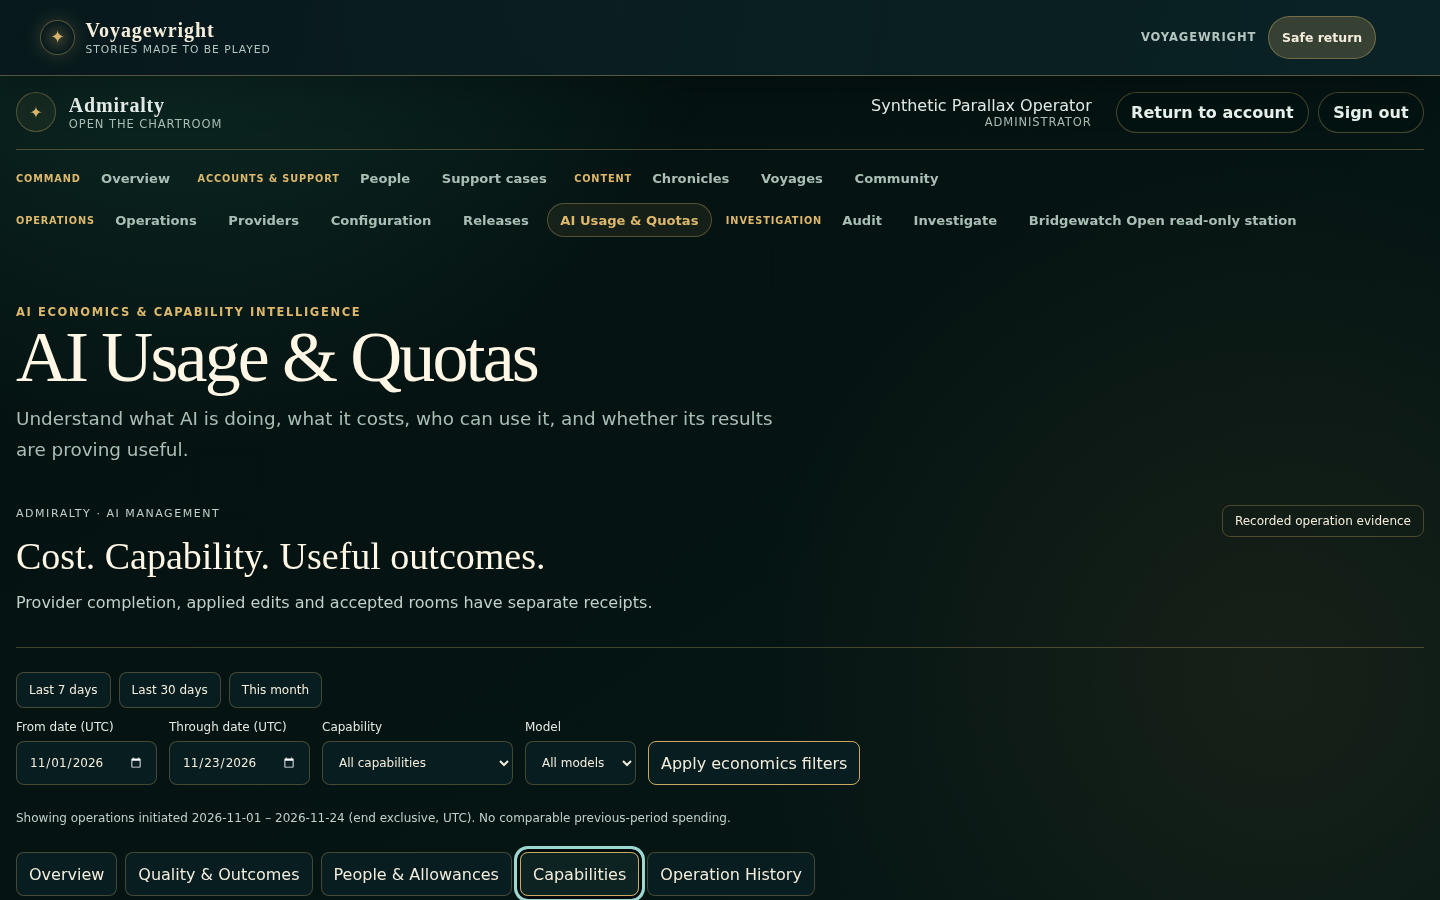 Voyagewright
STORIES MADE TO BE PLAYED
VOYAGEWRIGHT
Safe return
Admiralty
OPEN THE CHARTROOM
Synthetic Parallax Operator
ADMINISTRATOR
Return to account
Sign out
COMMAND Overview ACCOUNTS & SUPPORT People Support cases CONTENT Chronicles Voyages Community
OPERATIONS Operations Providers Configuration Releases AI Usage & Quotas INVESTIGATION Audit Investigate Bridgewatch Open read-only station
AI ECONOMICS & CAPABILITY INTELLIGENCE
AI Usage & Quotas
Understand what AI is doing, what it costs, who can use it, and whether its results
are proving useful.
ADMIRALTY · AI MANAGEMENT
Recorded operation evidence
Cost. Capability. Useful outcomes.
Provider completion, applied edits and accepted rooms have separate receipts.
Last 7 days Last 30 days This month
From date (UTC) Through date (UTC) Capability Model
11/01/2026 11/23/2026 All capabilities All models Apply economics filters
Showing operations initiated 2026-11-01 – 2026-11-24 (end exclusive, UTC). No comparable previous-period spending.
Overview Quality & Outcomes People & Allowances Capabilities Operation History